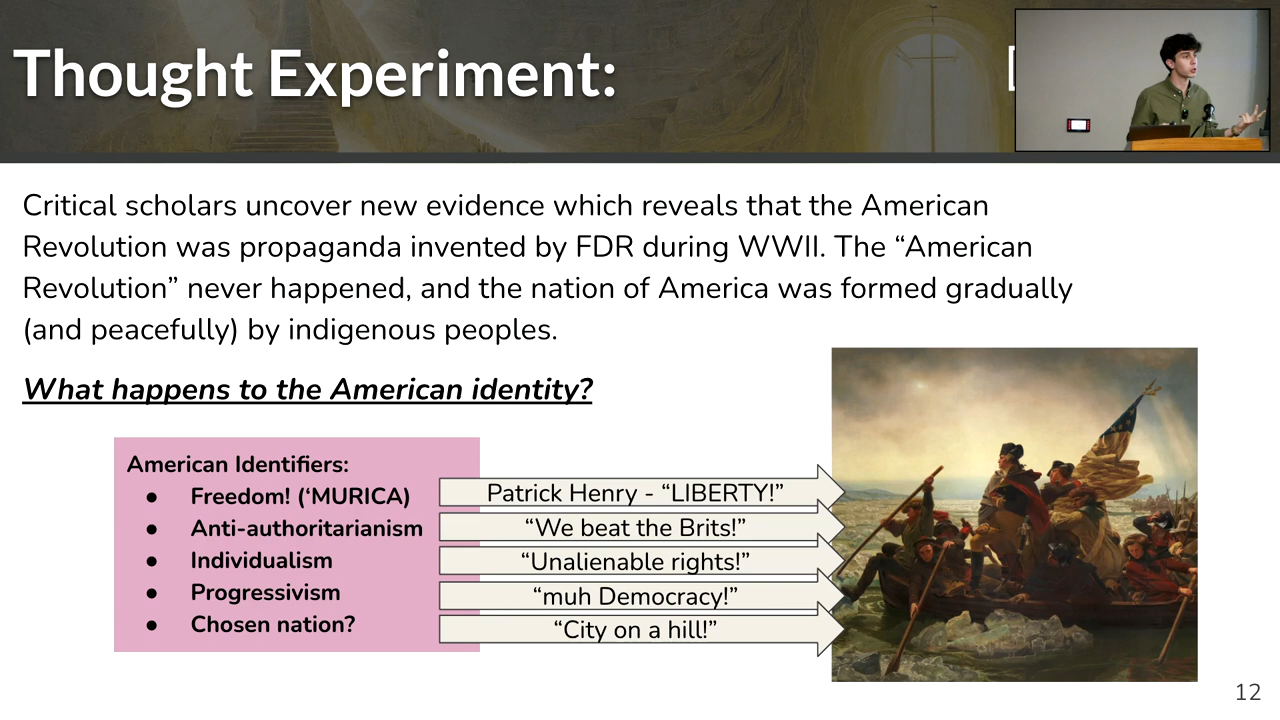 Thought Experiment:
Critical scholars uncover new evidence which reveals that the American
Revolution was propaganda invented by FDR during WWII. The “American
Revolution” never happened, and the nation of America was formed gradually
(and peacefully) by indigenous peoples.
What happens to the American identity?
American Identifiers:
● Freedom! (‘MURICA)
● Anti-authoritarianism
● Individualism
● Progressivism
● Chosen nation?
Patrick Henry - “LIBERTY!”
“We beat the Brits!”
“Unalienable rights!”
“muh Democracy!”
“City on a hill!”
12